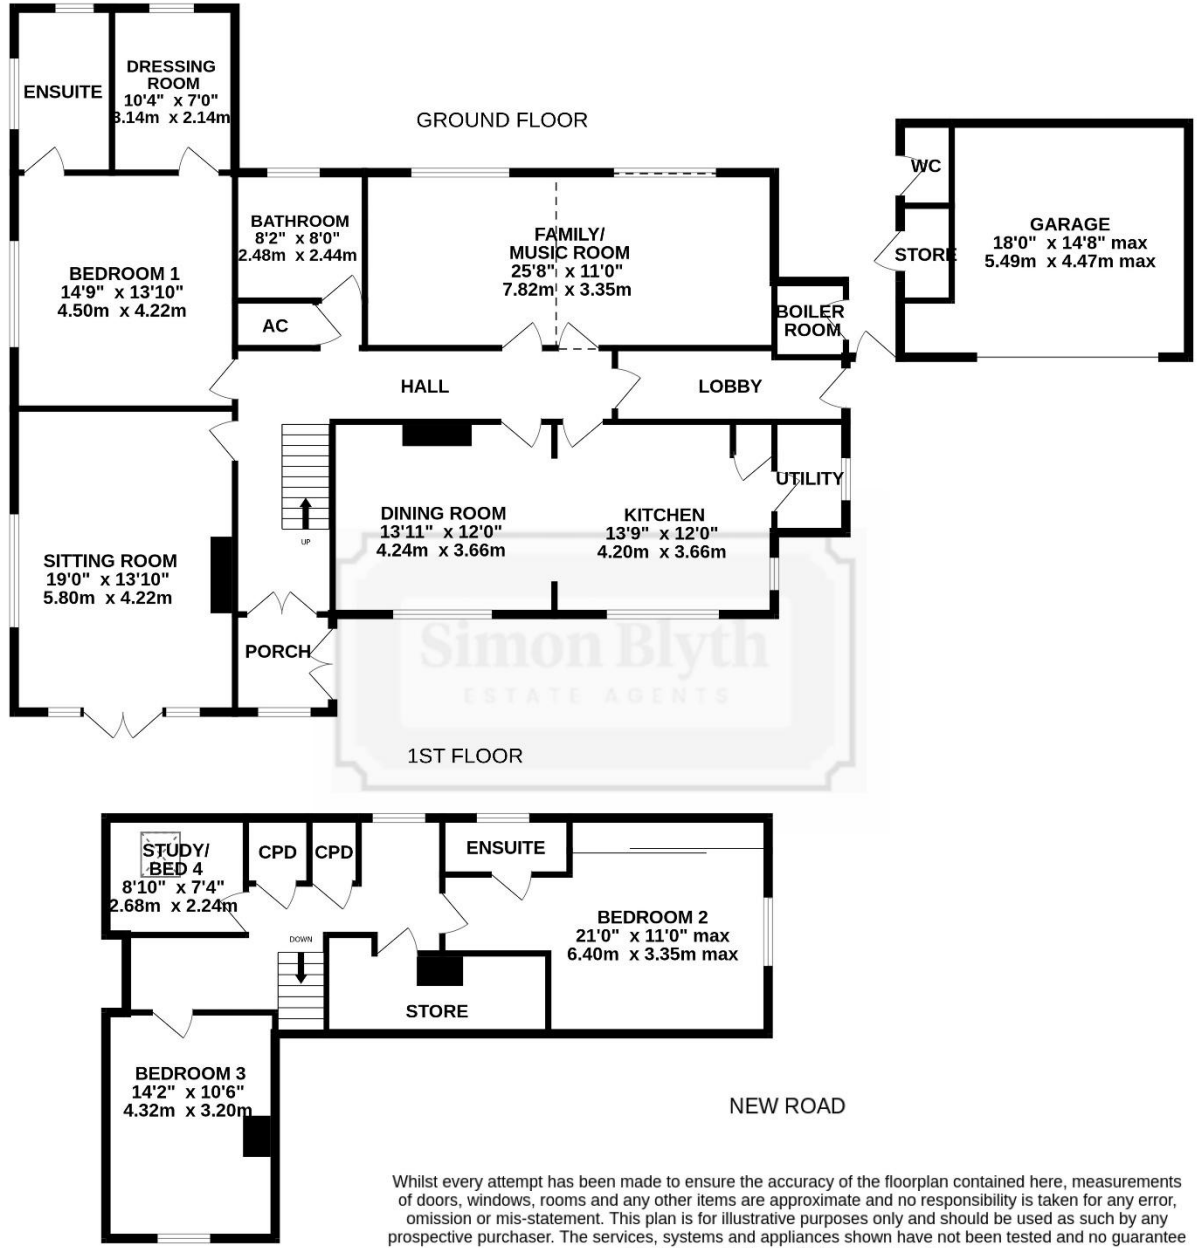 GROUND FLOOR
ENSUITE
DRESSING
ROOM
10'4" x 7'0"
3.14m x 2.14m
BEDROOM 1
14'9" x 13'10"
4.50m x 4.22m
BATHROOM
8'2" x 8'0"
2.48m x 2.44m
AC
FAMILY/
MUSIC ROOM
25'8" x 11'0"
7.82m x 3.35m
BOILER
ROOM
WC
STORE
GARAGE
18'0" x 14'8" max
5.49m x 4.47m max
HALL
LOBBY
SITTING ROOM
19'0" x 13'10"
5.80m x 4.22m
UP
DINING ROOM
13'11" x 12'0"
4.24m x 3.66m
KITCHEN
13'9" x 12'0"
4.20m x 3.66m
UTILITY
PORCH
Simon Blyth
ESTATE AGENTS
1ST FLOOR
STUDY/
BED 4
8'10" x 7'4"
2.68m x 2.24m
CPD
CPD
ENSUITE
BEDROOM 2
21'0" x 11'0" max
6.40m x 3.35m max
DOWN
STORE
BEDROOM 3
14'2" x 10'6"
4.32m x 3.20m
NEW ROAD
Whilst every attempt has been made to ensure the accuracy of the floorplan contained here, measurements
of doors, windows, rooms and any other items are approximate and no responsibility is taken for any error,
omission or mis-statement. This plan is for illustrative purposes only and should be used as such by any
prospective purchaser. The services, systems and appliances shown have not been tested and no guarantee